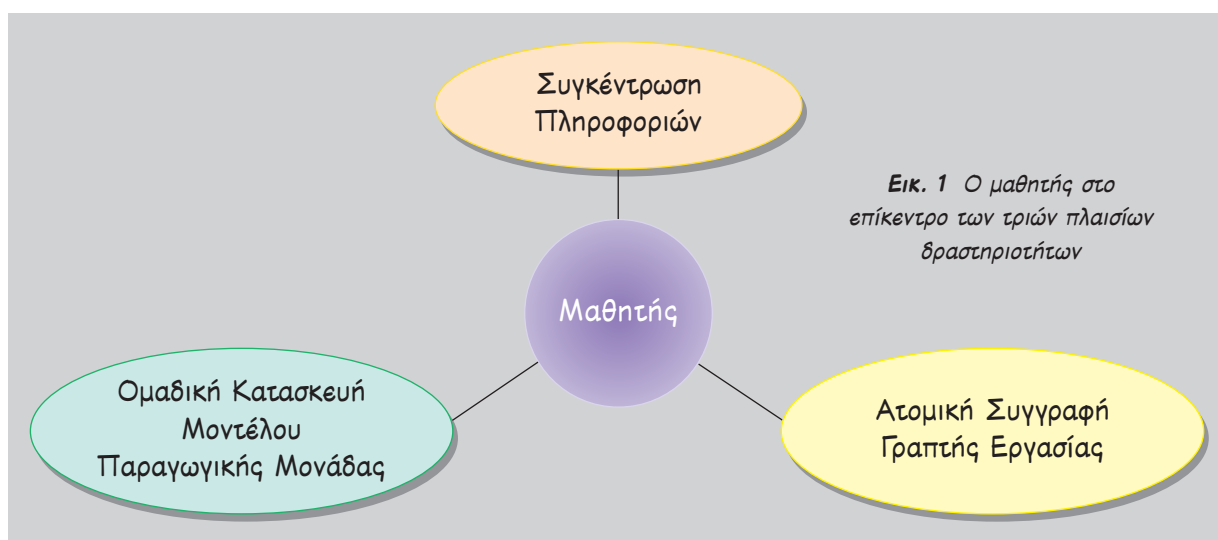 Συγκέντρωση
Πληροφοριών
Εικ. 1 Ο μαθητής στο
επίκεντρο των τριών πλαισίων
δραστηριοτήτων
Μαθητής
Ομαδική Κατασκευή
Μοντέλου
Παραγωγικής Μονάδας
Ατομική Συγγραφή
Γραπτής Εργασίας